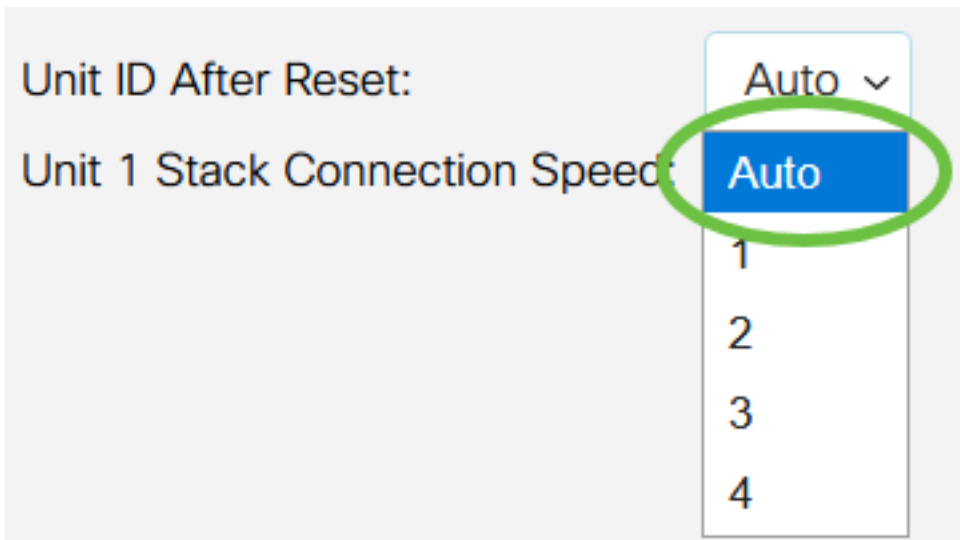 Unit ID After Reset:
Auto
Unit 1 Stack Connection Speed:
Auto
1
2
3
4